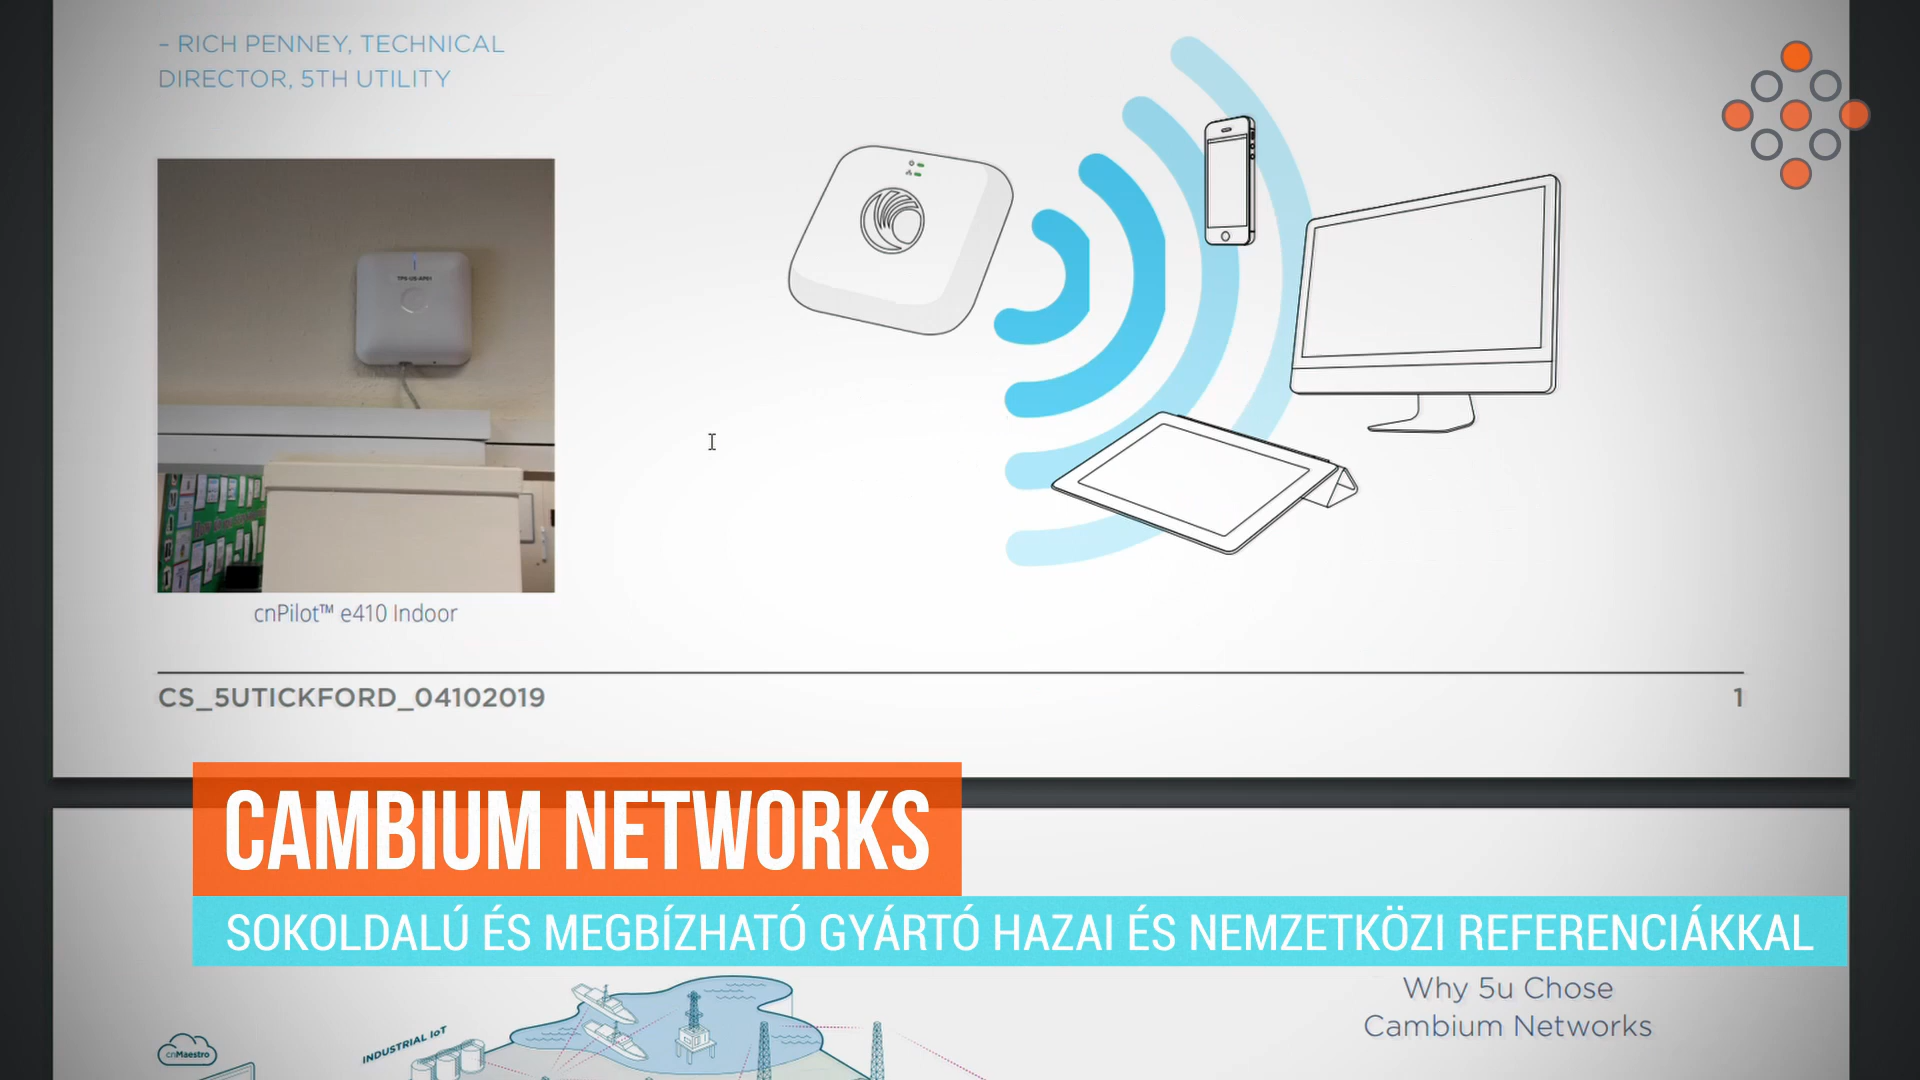 – RICH PENNEY, TECHNICAL
DIRECTOR, 5TH UTILITY
cnPilot™ e410 Indoor
CS_5UTICKFORD_04102019
1
CAMBIUM NETWORKS
SOKOLDALÚ ÉS MEGBÍZHATÓ GYÁRTÓ HAZAI ÉS NEMZETKÖZI REFERENCIÁKKAL
Why 5u Chose
Cambium Networks
INDUSTRIAL IoT
cnMaestro